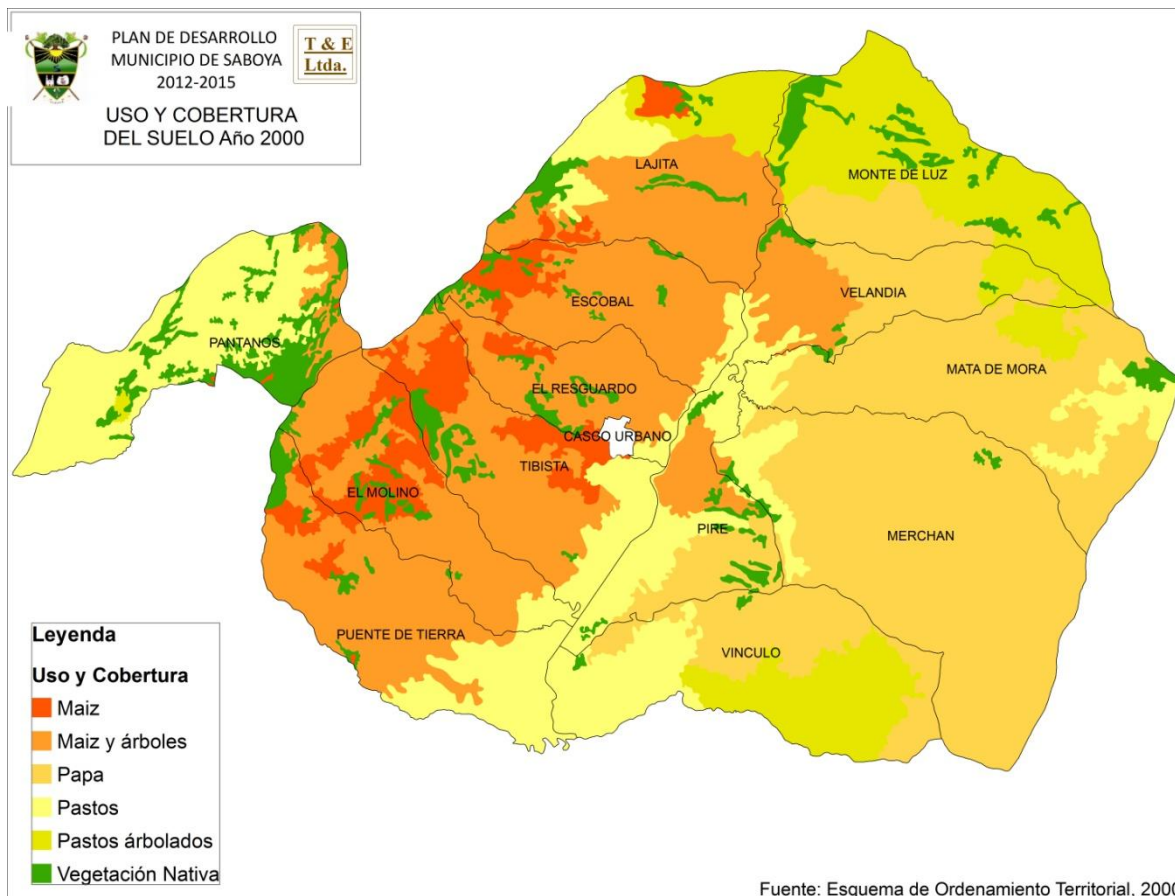 PLAN DE DESARROLLO
MUNICIPIO DE SABOYA
2012-2015
T & E
Ltda.
USO Y COBERTURA
DEL SUELO Año 2000
LAJITA
MONTE DE LUZ
ESCOBAL
VELANDIA
PANTANOS
MATA DE MORA
EL RESGUARDO
CASCO URBANO
TIBISTA
EL MOLINO
PIRE
MERCHAN
PUENTE DE TIERRA
VINCULO
Leyenda
Uso y Cobertura
Maiz
Maiz y árboles
Papa
Pastos
Pastos árbolados
Vegetación Nativa
Fuente: Esquema de Ordenamiento Territorial, 2000